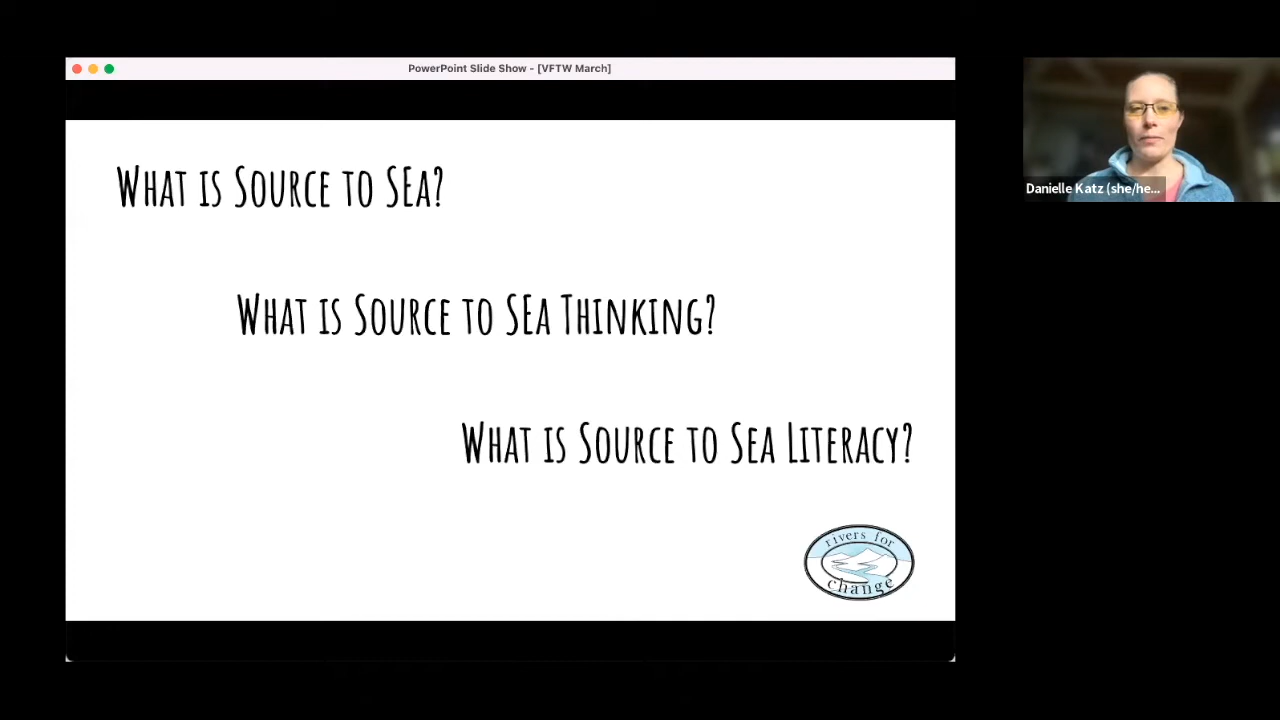 PowerPoint Slide Show - [VFTW March]
What is Source to SEa?
What is Source to SEa Thinking?
What is Source to Sea Literacy?
rivers for
change
Danielle Katz (she/he...